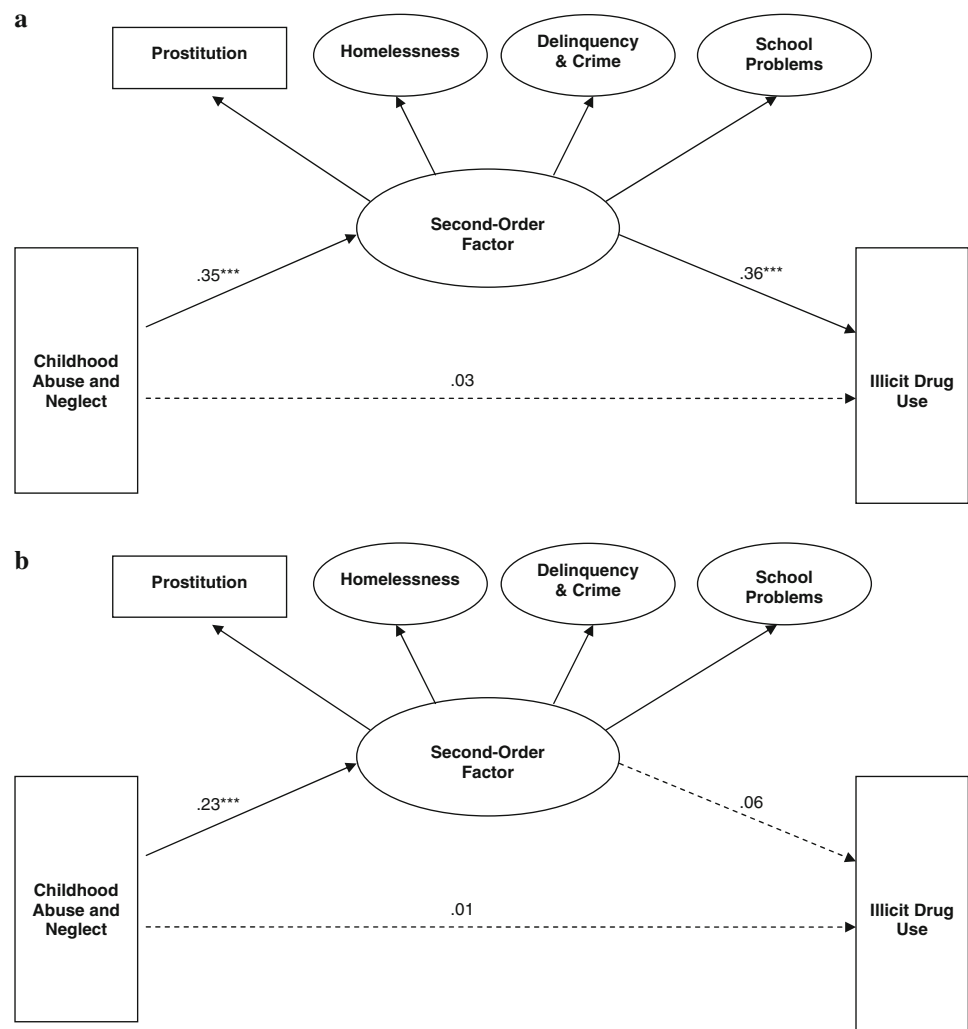 a
Prostitution
Homelessness
Delinquency
& Crime
School
Problems
Second-Order
Factor
.35***
.36***
Childhood
Abuse and
Neglect
.03
Illicit Drug
Use
b
Prostitution
Homelessness
Delinquency
& Crime
School
Problems
Second-Order
Factor
.23***
.06
Childhood
Abuse and
Neglect
.01
Illicit Drug
Use